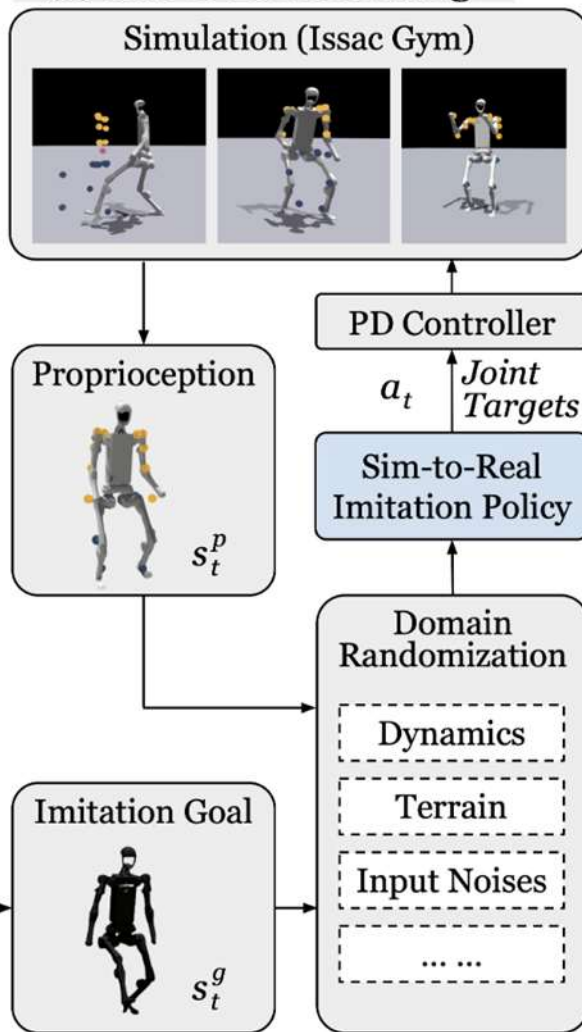 Simulation (Issac Gym)
PD Controller
Proprioception
a_t
Joint
Targets
Sim-to-Real
Imitation Policy
s_t^p
Domain
Randomization
Dynamics
Terrain
Imitation Goal
Input Noises
... ...
s_t^g